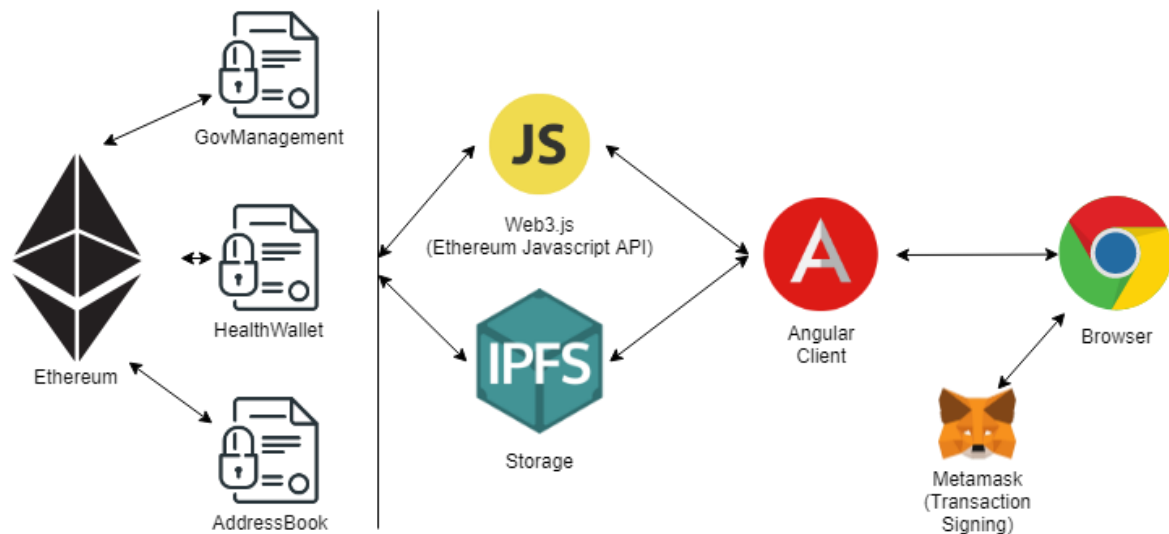 GovManagement
JS
Web3.js
(Ethereum Javascript API)
HealthWallet
Ethereum
IPFS
Storage
AddressBook
A
Angular
Client
Browser
Metamask
(Transaction
Signing)